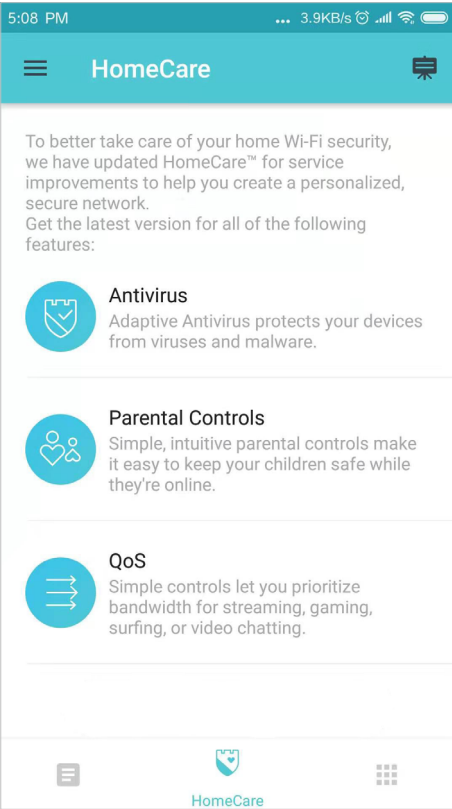 5:08 PM
... 3.9KB/s
HomeCare
To better take care of your home Wi-Fi security,
we have updated HomeCare™ for service
improvements to help you create a personalized,
secure network.
Get the latest version for all of the following
features:
Antivirus
Adaptive Antivirus protects your devices
from viruses and malware.
Parental Controls
Simple, intuitive parental controls make
it easy to keep your children safe while
they're online.
QoS
Simple controls let you prioritize
bandwidth for streaming, gaming,
surfing, or video chatting.
HomeCare